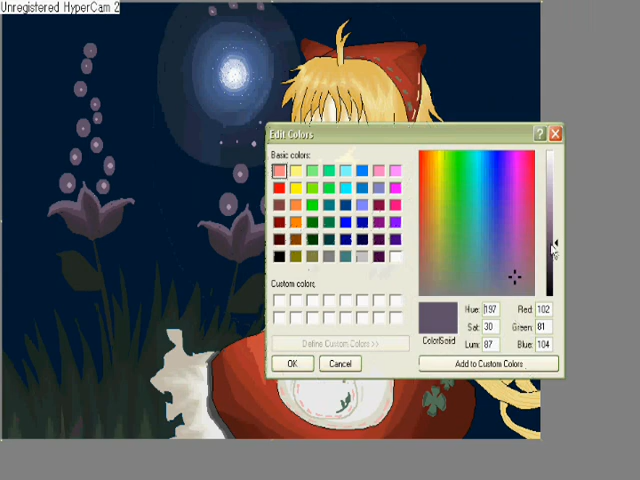 Unregistered HyperCam 2
Edit Colors
Basic colors:
Custom colors:
Define Custom Colors >>
OK
Cancel
Hue: 197
Red: 102
Sat: 30
Green: 81
Color|Solid
Lum: 87
Blue: 104
Add to Custom Colors